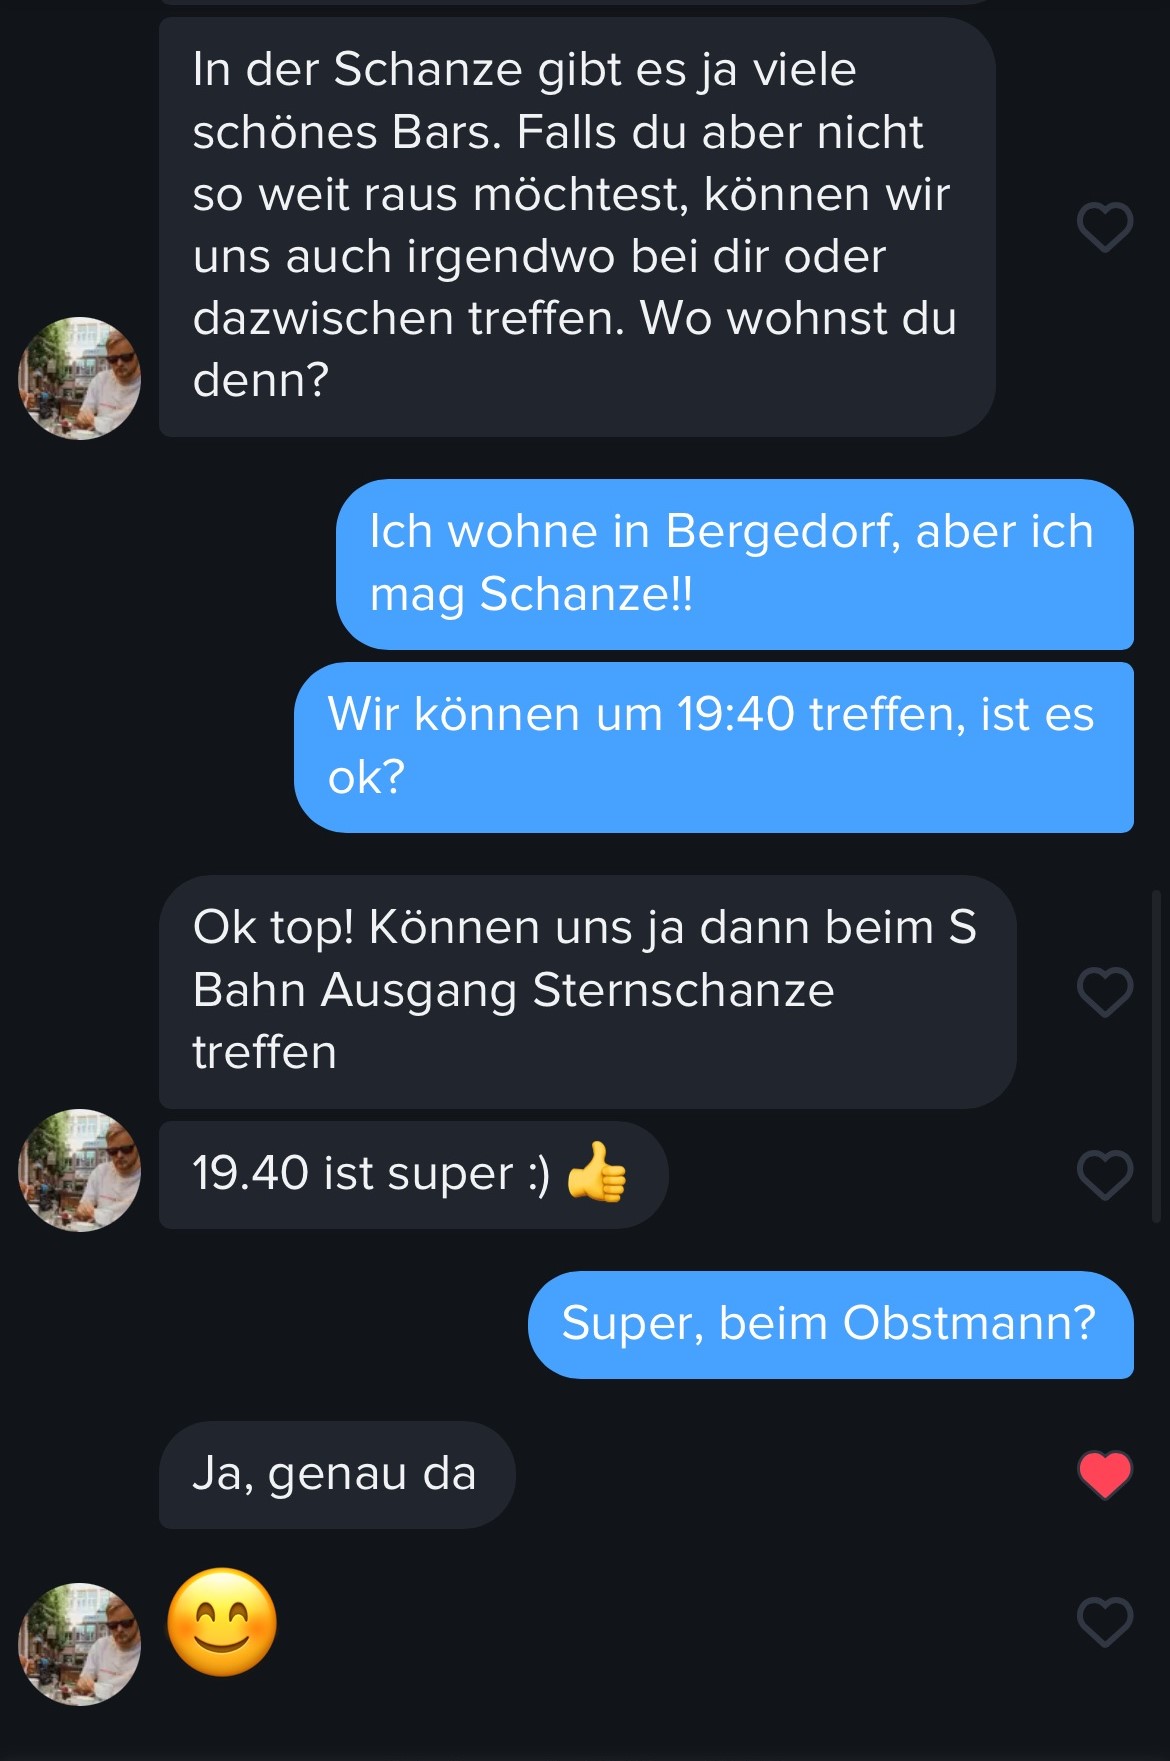 In der Schanze gibt es ja viele
schönes Bars. Falls du aber nicht
so weit raus möchtest, können wir
uns auch irgendwo bei dir oder
dazwischen treffen. Wo wohnst du
denn?
Ich wohne in Bergedorf, aber ich
mag Schanze!!
Wir können um 19:40 treffen, ist es
ok?
Ok top! Können uns ja dann beim S
Bahn Ausgang Sternschanze
treffen
19.40 ist super :) 👍
Super, beim Obstmann?
Ja, genau da
😊